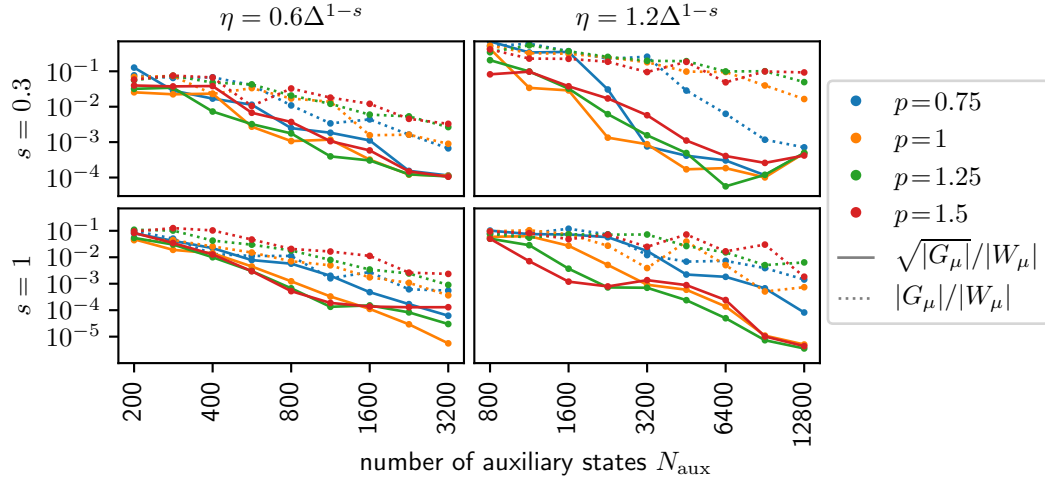 η = 0.6Δ^{1−s}
η = 1.2Δ^{1−s}
s = 0.3
10^{−1}
10^{−2}
10^{−3}
10^{−4}
s = 1
10^{−1}
10^{−2}
10^{−3}
10^{−4}
10^{−5}
200
400
800
1600
3200
800
1600
3200
6400
12800
number of auxiliary states N_{aux}
p = 0.75
p = 1
p = 1.25
p = 1.5
√|G_μ|/|W_μ|
|G_μ|/|W_μ|